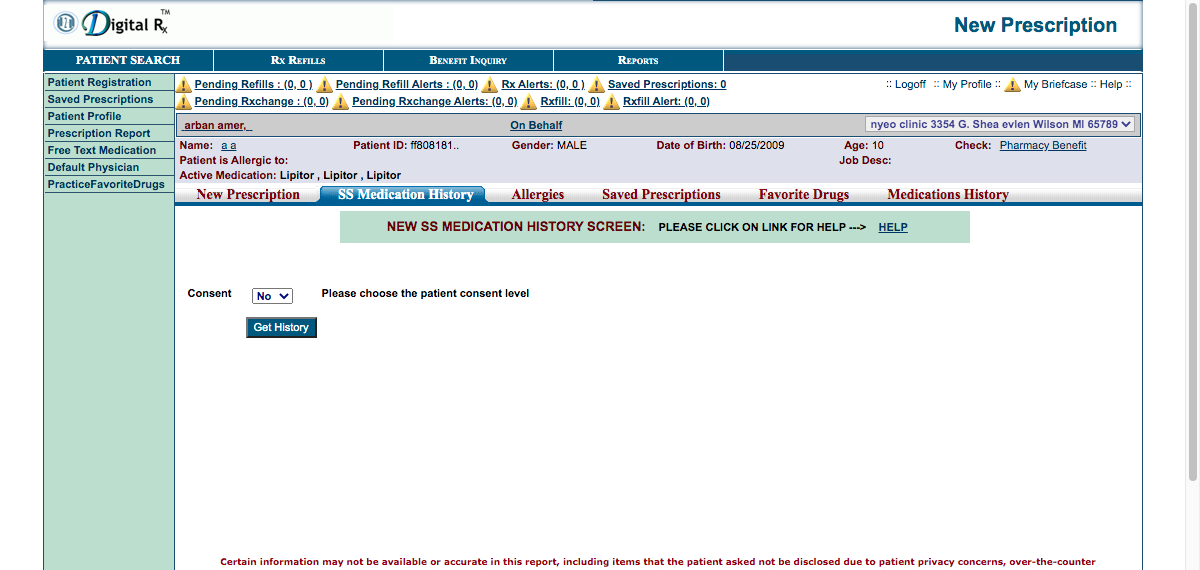 Digital Rx TM
New Prescription
PATIENT SEARCH RX REFILLS BENEFIT INQUIRY REPORTS
Patient Registration
Saved Prescriptions
Patient Profile
Prescription Report
Free Text Medication
Default Physician
PracticeFavoriteDrugs
Pending Refills : (0, 0 ) Pending Refill Alerts : (0, 0) Rx Alerts: (0, 0 ) Saved Prescriptions: 0
:: Logoff :: My Profile :: My Briefcase :: Help ::
Pending Rxchange : (0, 0) Pending Rxchange Alerts: (0, 0) Rxfill: (0, 0) Rxfill Alert: (0, 0)
arban amer, On Behalf nyeo clinic 3354 G. Shea evlen Wilson MI 65789
Name: a a Patient ID: ff808181.. Gender: MALE Date of Birth: 08/25/2009 Age: 10 Check: Pharmacy Benefit
Patient is Allergic to: Job Desc:
Active Medication: Lipitor , Lipitor , Lipitor
New Prescription SS Medication History Allergies Saved Prescriptions Favorite Drugs Medications History
NEW SS MEDICATION HISTORY SCREEN: PLEASE CLICK ON LINK FOR HELP ---> HELP
Consent No Please choose the patient consent level
Get History
Certain information may not be available or accurate in this report, including items that the patient asked not be disclosed due to patient privacy concerns, over-the-counter